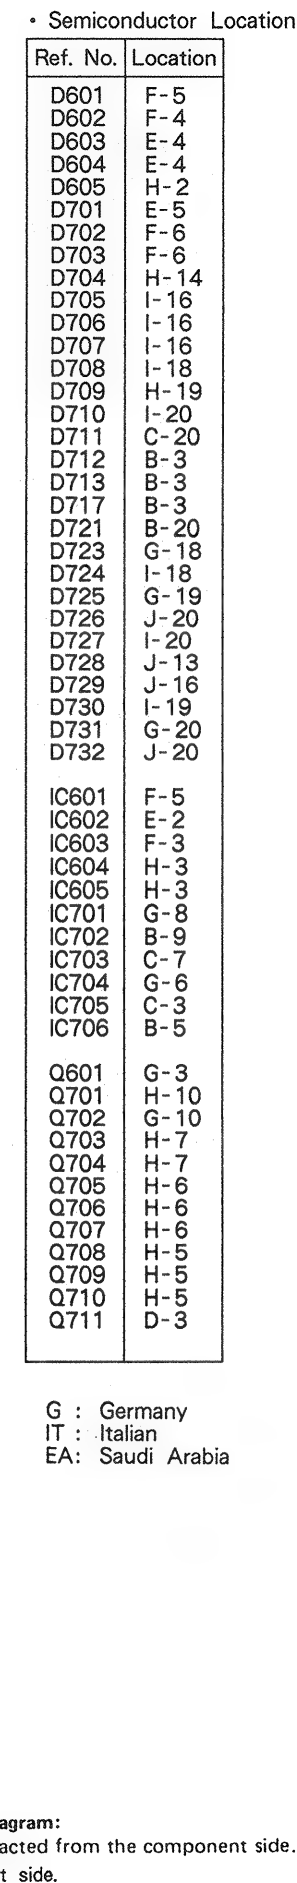 • Semiconductor Location
Ref. No. Location
D601 F-5
D602 F-4
D603 E-4
D604 E-4
D605 H-2
D701 E-5
D702 F-6
D703 F-6
D704 H-14
D705 I-16
D706 I-16
D707 I-16
D708 I-18
D709 H-19
D710 I-20
D711 C-20
D712 B-3
D713 B-3
D717 B-3
D721 B-20
D723 G-18
D724 I-18
D725 G-19
D726 J-20
D727 I-20
D728 J-13
D729 J-16
D730 I-19
D731 G-20
D732 J-20
IC601 F-5
IC602 E-2
IC603 F-3
IC604 H-3
IC605 H-3
IC701 G-8
IC702 B-9
IC703 C-7
IC704 G-6
IC705 C-3
IC706 B-5
Q601 G-3
Q701 H-10
Q702 G-10
Q703 H-7
Q704 H-7
Q705 H-6
Q706 H-6
Q707 H-6
Q708 H-5
Q709 H-5
Q710 H-5
Q711 D-3
G : Germany
IT : Italian
EA: Saudi Arabia
agram:
acted from the component side.
t side.